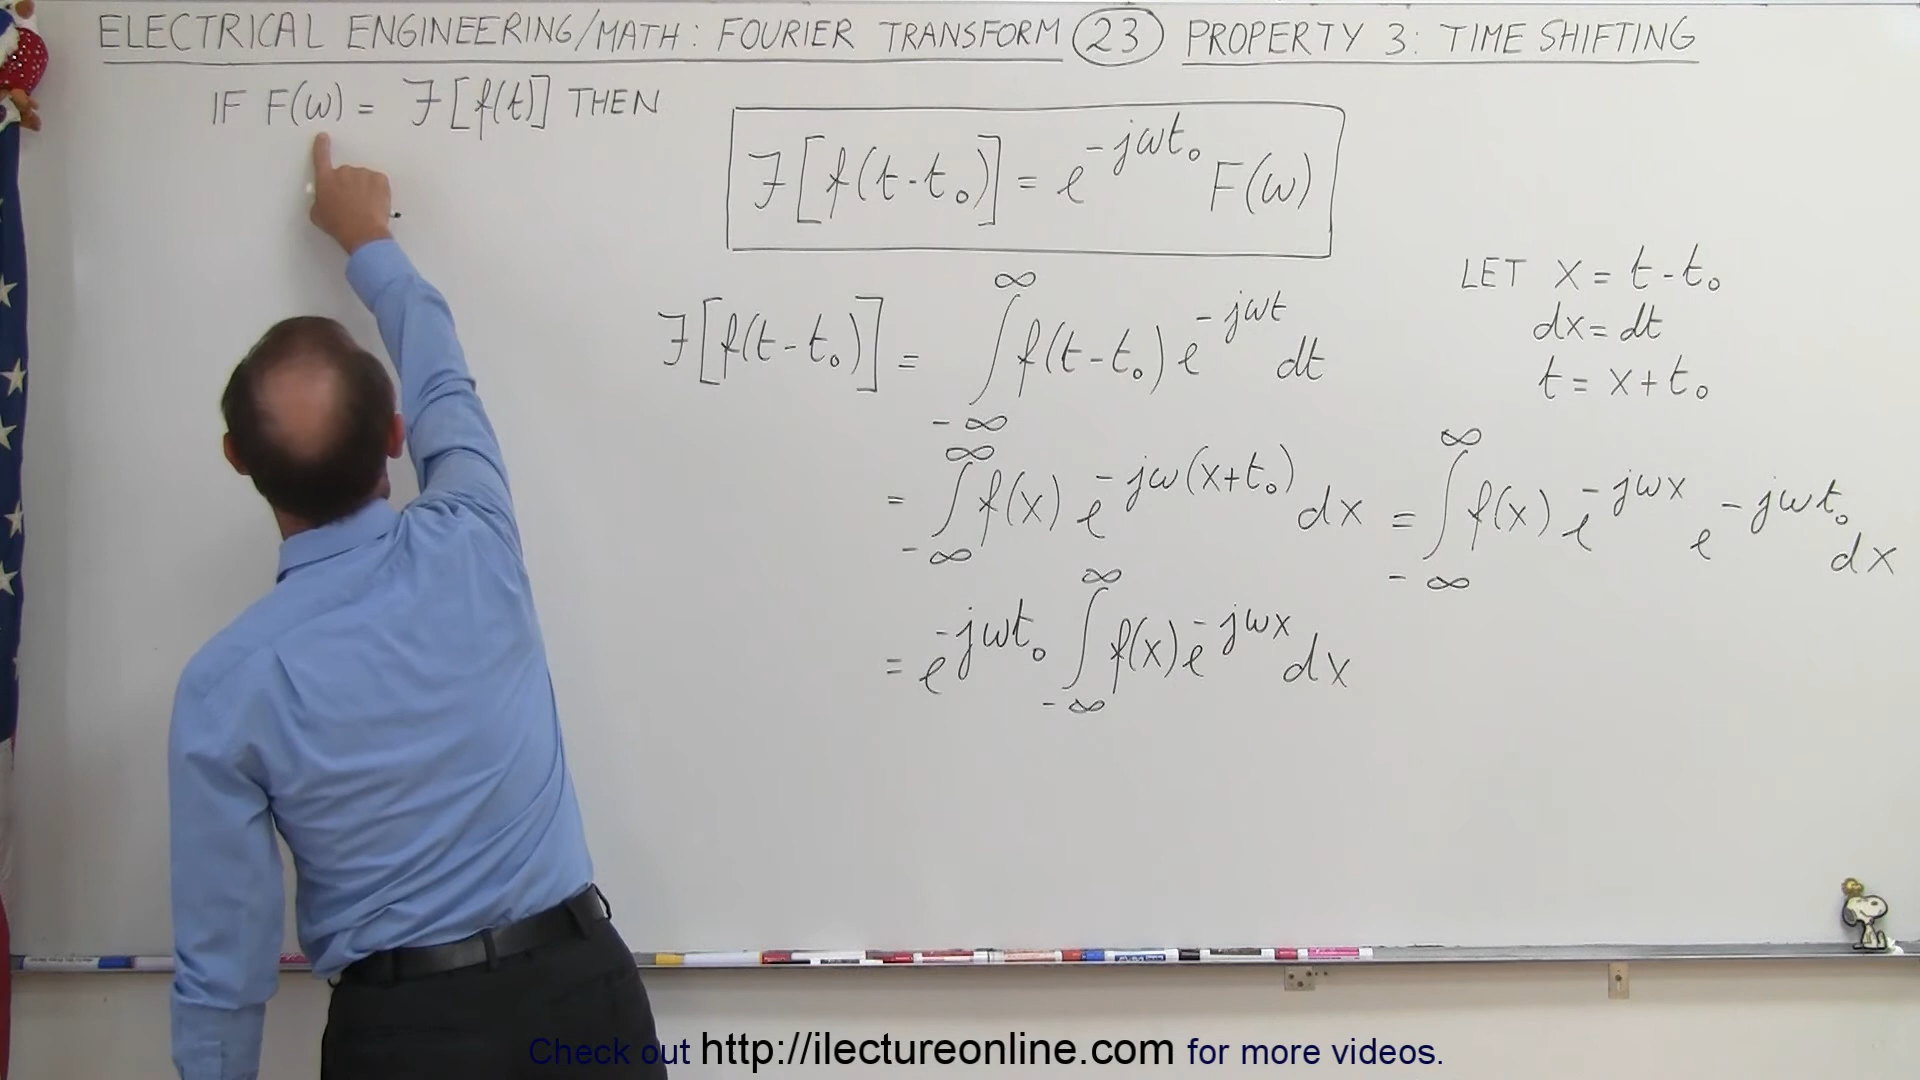 ELECTRICAL ENGINEERING/MATH: FOURIER TRANSFORM 23 PROPERTY 3: TIME SHIFTING
IF F(ω) = ℱ[f(t)] THEN
ℱ[f(t-t₀)] = e^{-jωt₀} F(ω)
LET x = t-t₀
dx = dt
t = x+t₀
ℱ[f(t-t₀)] = ∫_{-∞}^{∞} f(t-t₀) e^{-jωt} dt
= ∫_{-∞}^{∞} f(x) e^{-jω(x+t₀)} dx = ∫_{-∞}^{∞} f(x) e^{-jωx} e^{-jωt₀} dx
= e^{-jωt₀} ∫_{-∞}^{∞} f(x) e^{-jωx} dx
Check out http://ilectureonline.com for more videos.